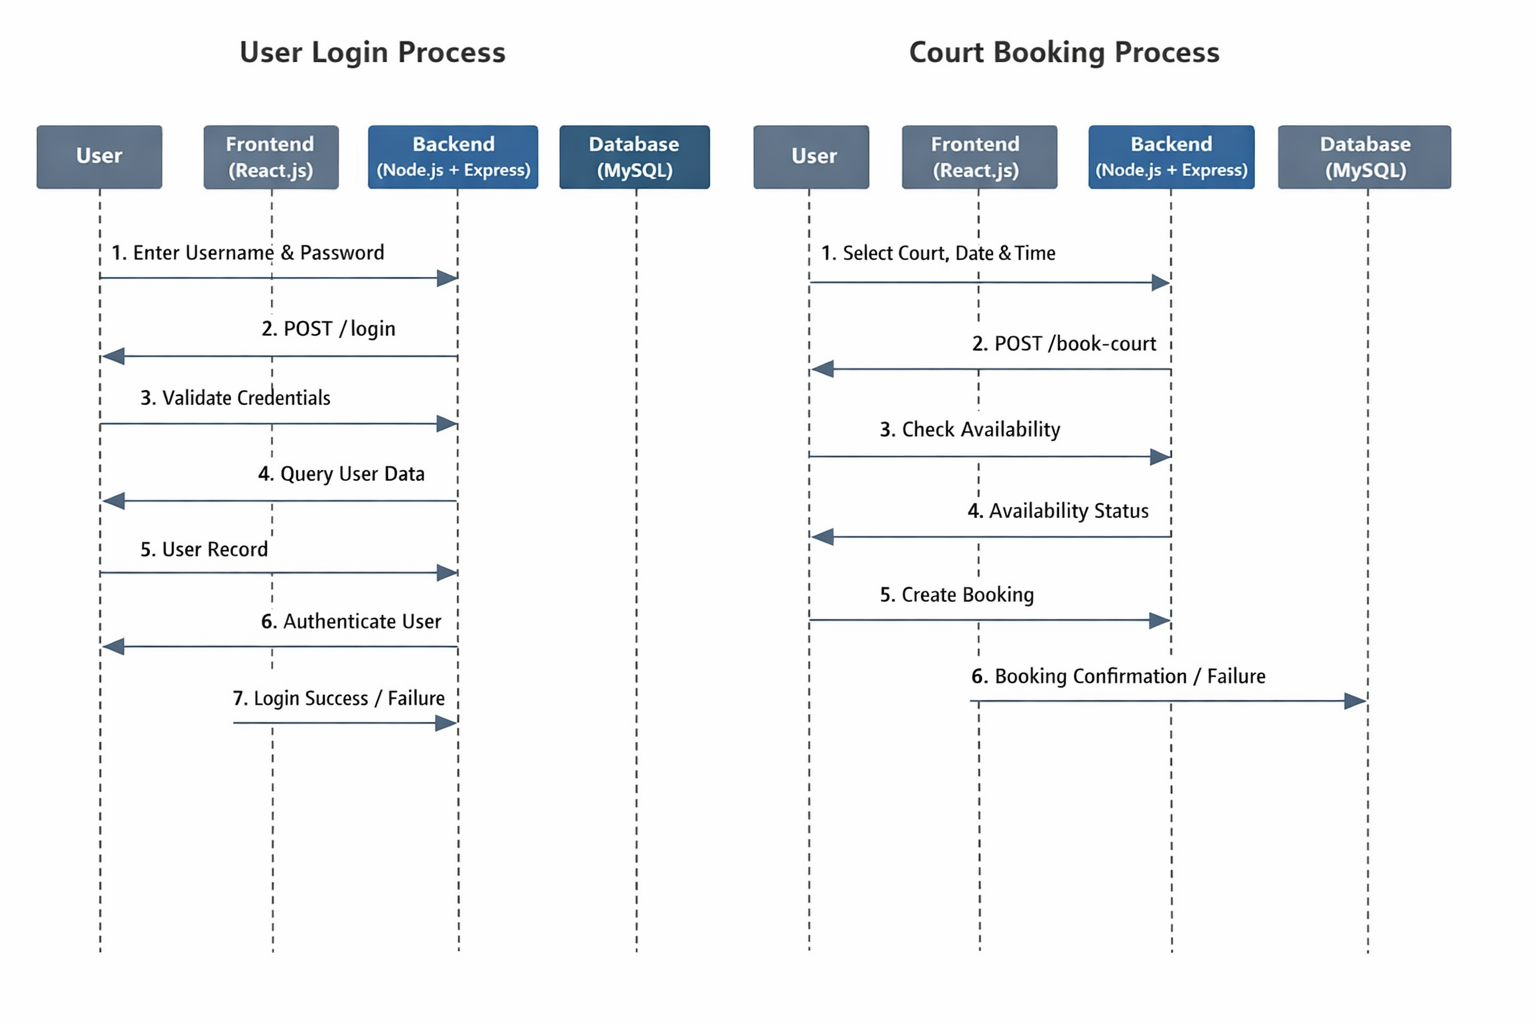 User Login Process
User
Frontend
(React.js)
Backend
(Node.js + Express)
Database
(MySQL)
1. Enter Username & Password
2. POST /login
3. Validate Credentials
4. Query User Data
5. User Record
6. Authenticate User
7. Login Success / Failure
Court Booking Process
User
Frontend
(React.js)
Backend
(Node.js + Express)
Database
(MySQL)
1. Select Court, Date & Time
2. POST /book-court
3. Check Availability
4. Availability Status
5. Create Booking
6. Booking Confirmation / Failure